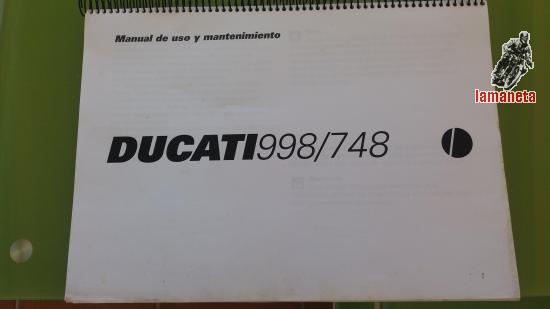 Manual de uso y mantenimiento
lamaneta
DUCATI998/748